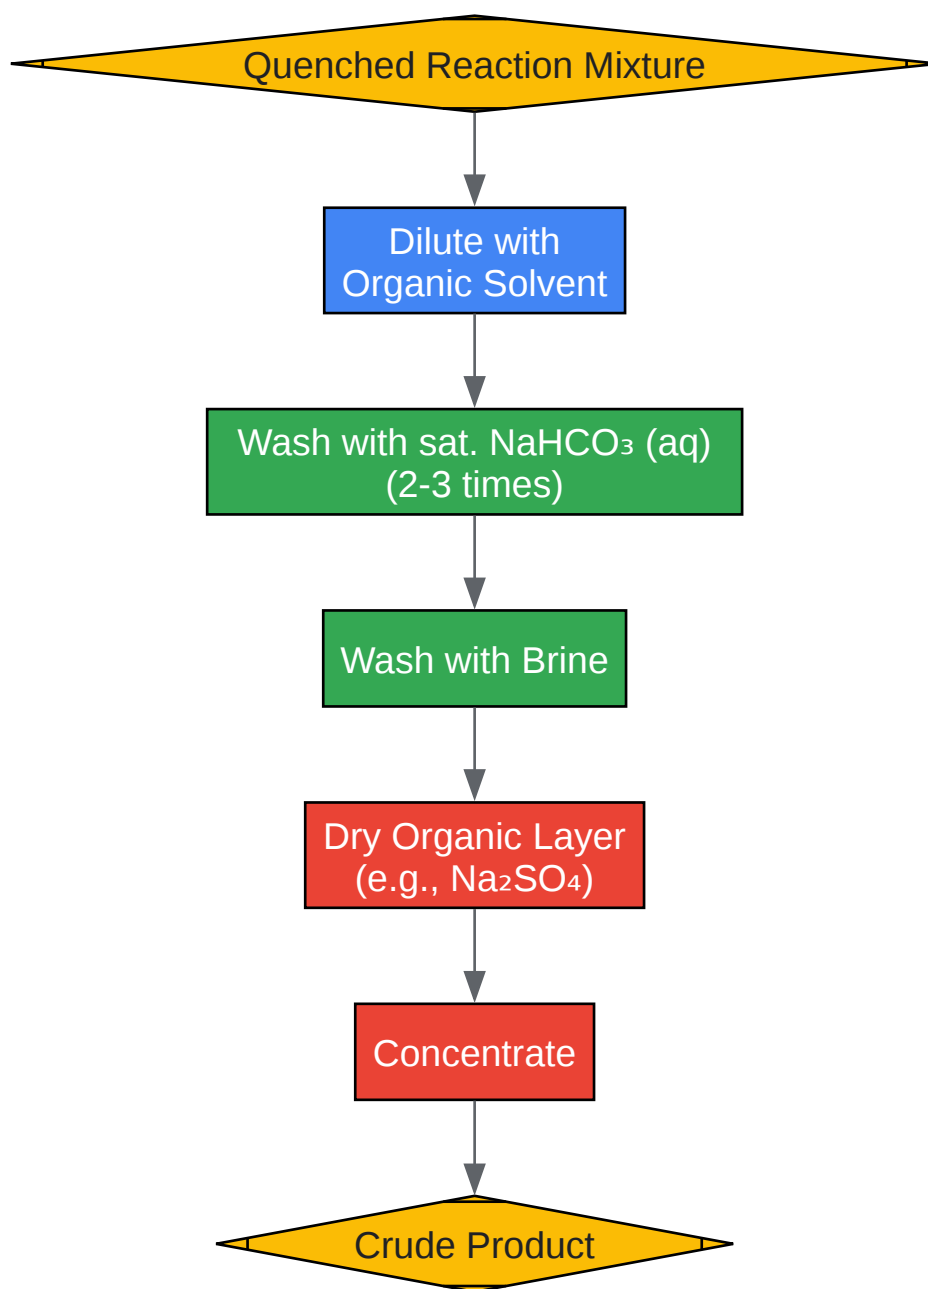 Quenched Reaction Mixture
Dilute with
Organic Solvent
Wash with sat. NaHCO₃ (aq)
(2-3 times)
Wash with Brine
Dry Organic Layer
(e.g., Na₂SO₄)
Concentrate
Crude Product